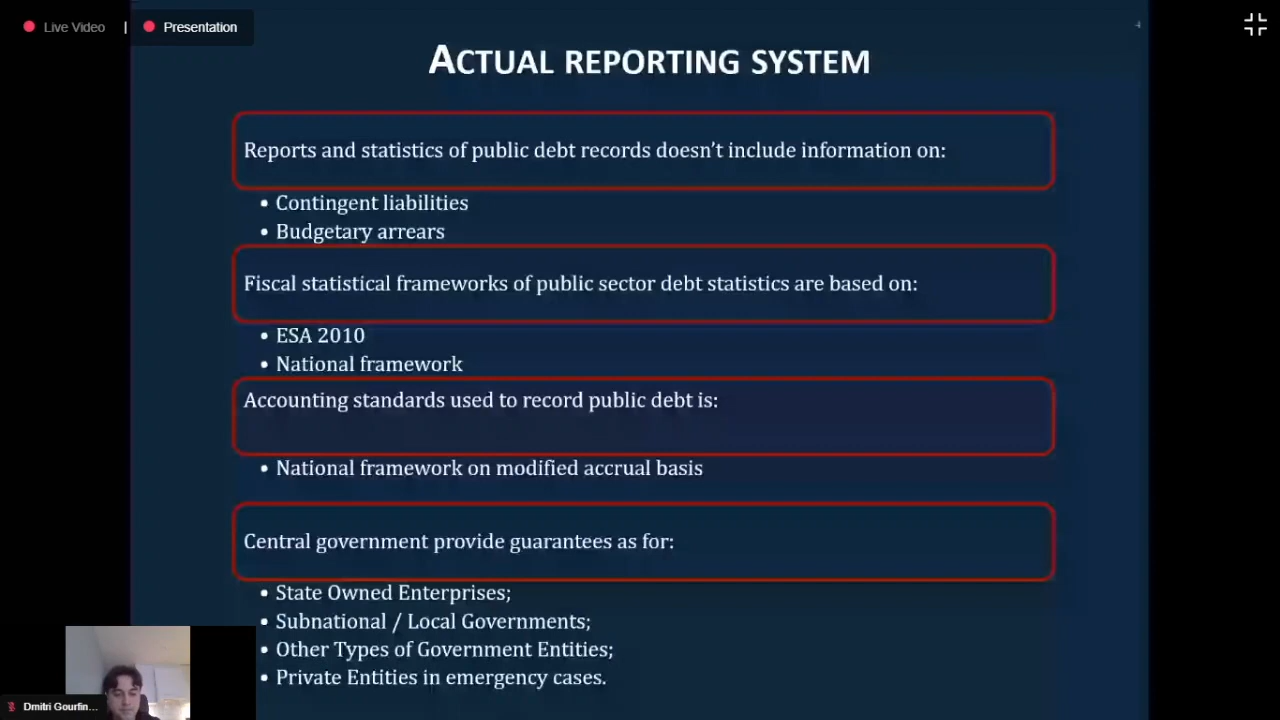 Live Video | Presentation
4
ACTUAL REPORTING SYSTEM
Reports and statistics of public debt records doesn't include information on:
• Contingent liabilities
• Budgetary arrears
Fiscal statistical frameworks of public sector debt statistics are based on:
• ESA 2010
• National framework
Accounting standards used to record public debt is:
• National framework on modified accrual basis
Central government provide guarantees as for:
• State Owned Enterprises;
• Subnational / Local Governments;
• Other Types of Government Entities;
• Private Entities in emergency cases.
Dmitri Gourfin...